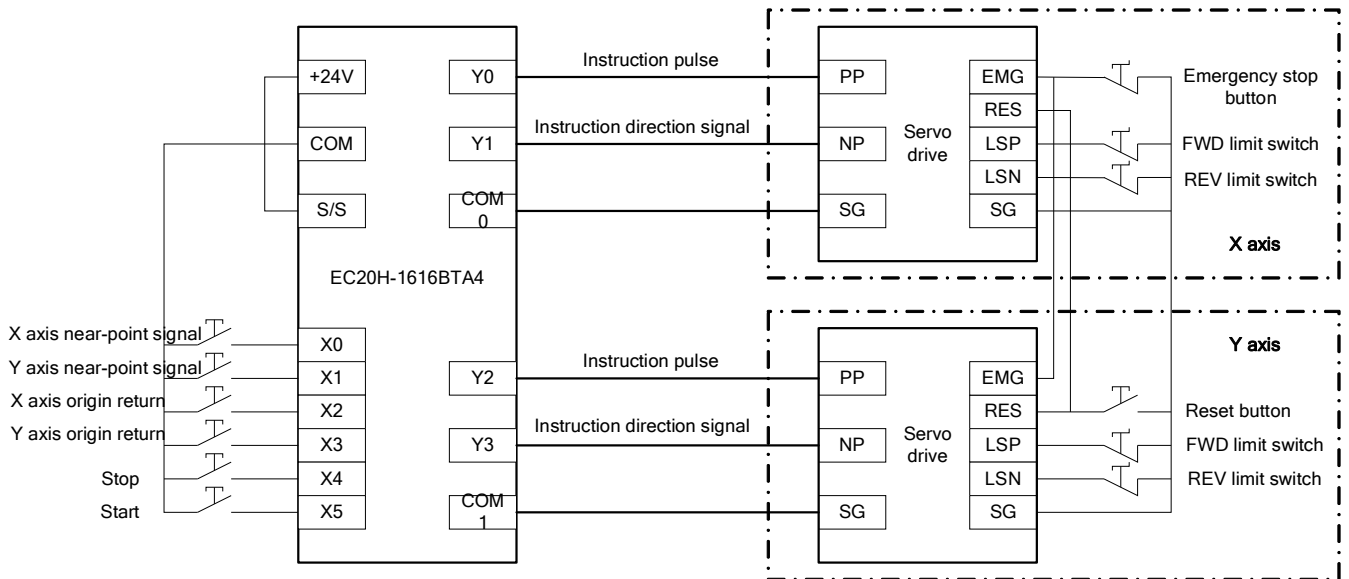 Instruction pulse
+24V
Y0
PP
EMG
Emergency stop
button
RES
Instruction direction signal
Servo
drive
COM
Y1
NP
LSP
FWD limit switch
LSN
REV limit switch
S/S
COM
0
SG
SG
X axis
EC20H-1616BTA4
X axis near-point signal
X0
Y axis
Y axis near-point signal
X1
Instruction pulse
Y2
PP
EMG
X axis origin return
X2
RES
Reset button
Instruction direction signal
Servo
drive
Y axis origin return
X3
Y3
NP
LSP
FWD limit switch
Stop
X4
LSN
REV limit switch
Start
X5
COM
1
SG
SG